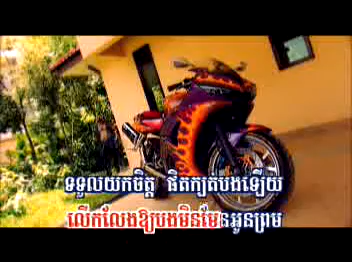 ទទួលយកចិត្ត ផិតក្បត់បងឡើយ
លើកលែងឱ្យបងមិនមែនអូនព្រម